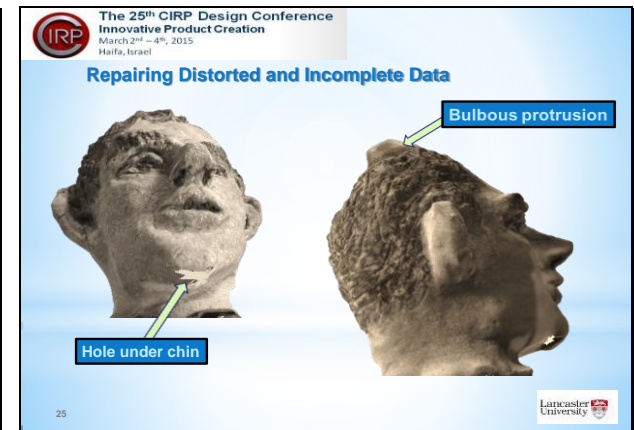 CIRP
The 25th CIRP Design Conference
Innovative Product Creation
March 2nd – 4th, 2015
Haifa, Israel
Repairing Distorted and Incomplete Data
Bulbous protrusion
Hole under chin
25
Lancaster
University